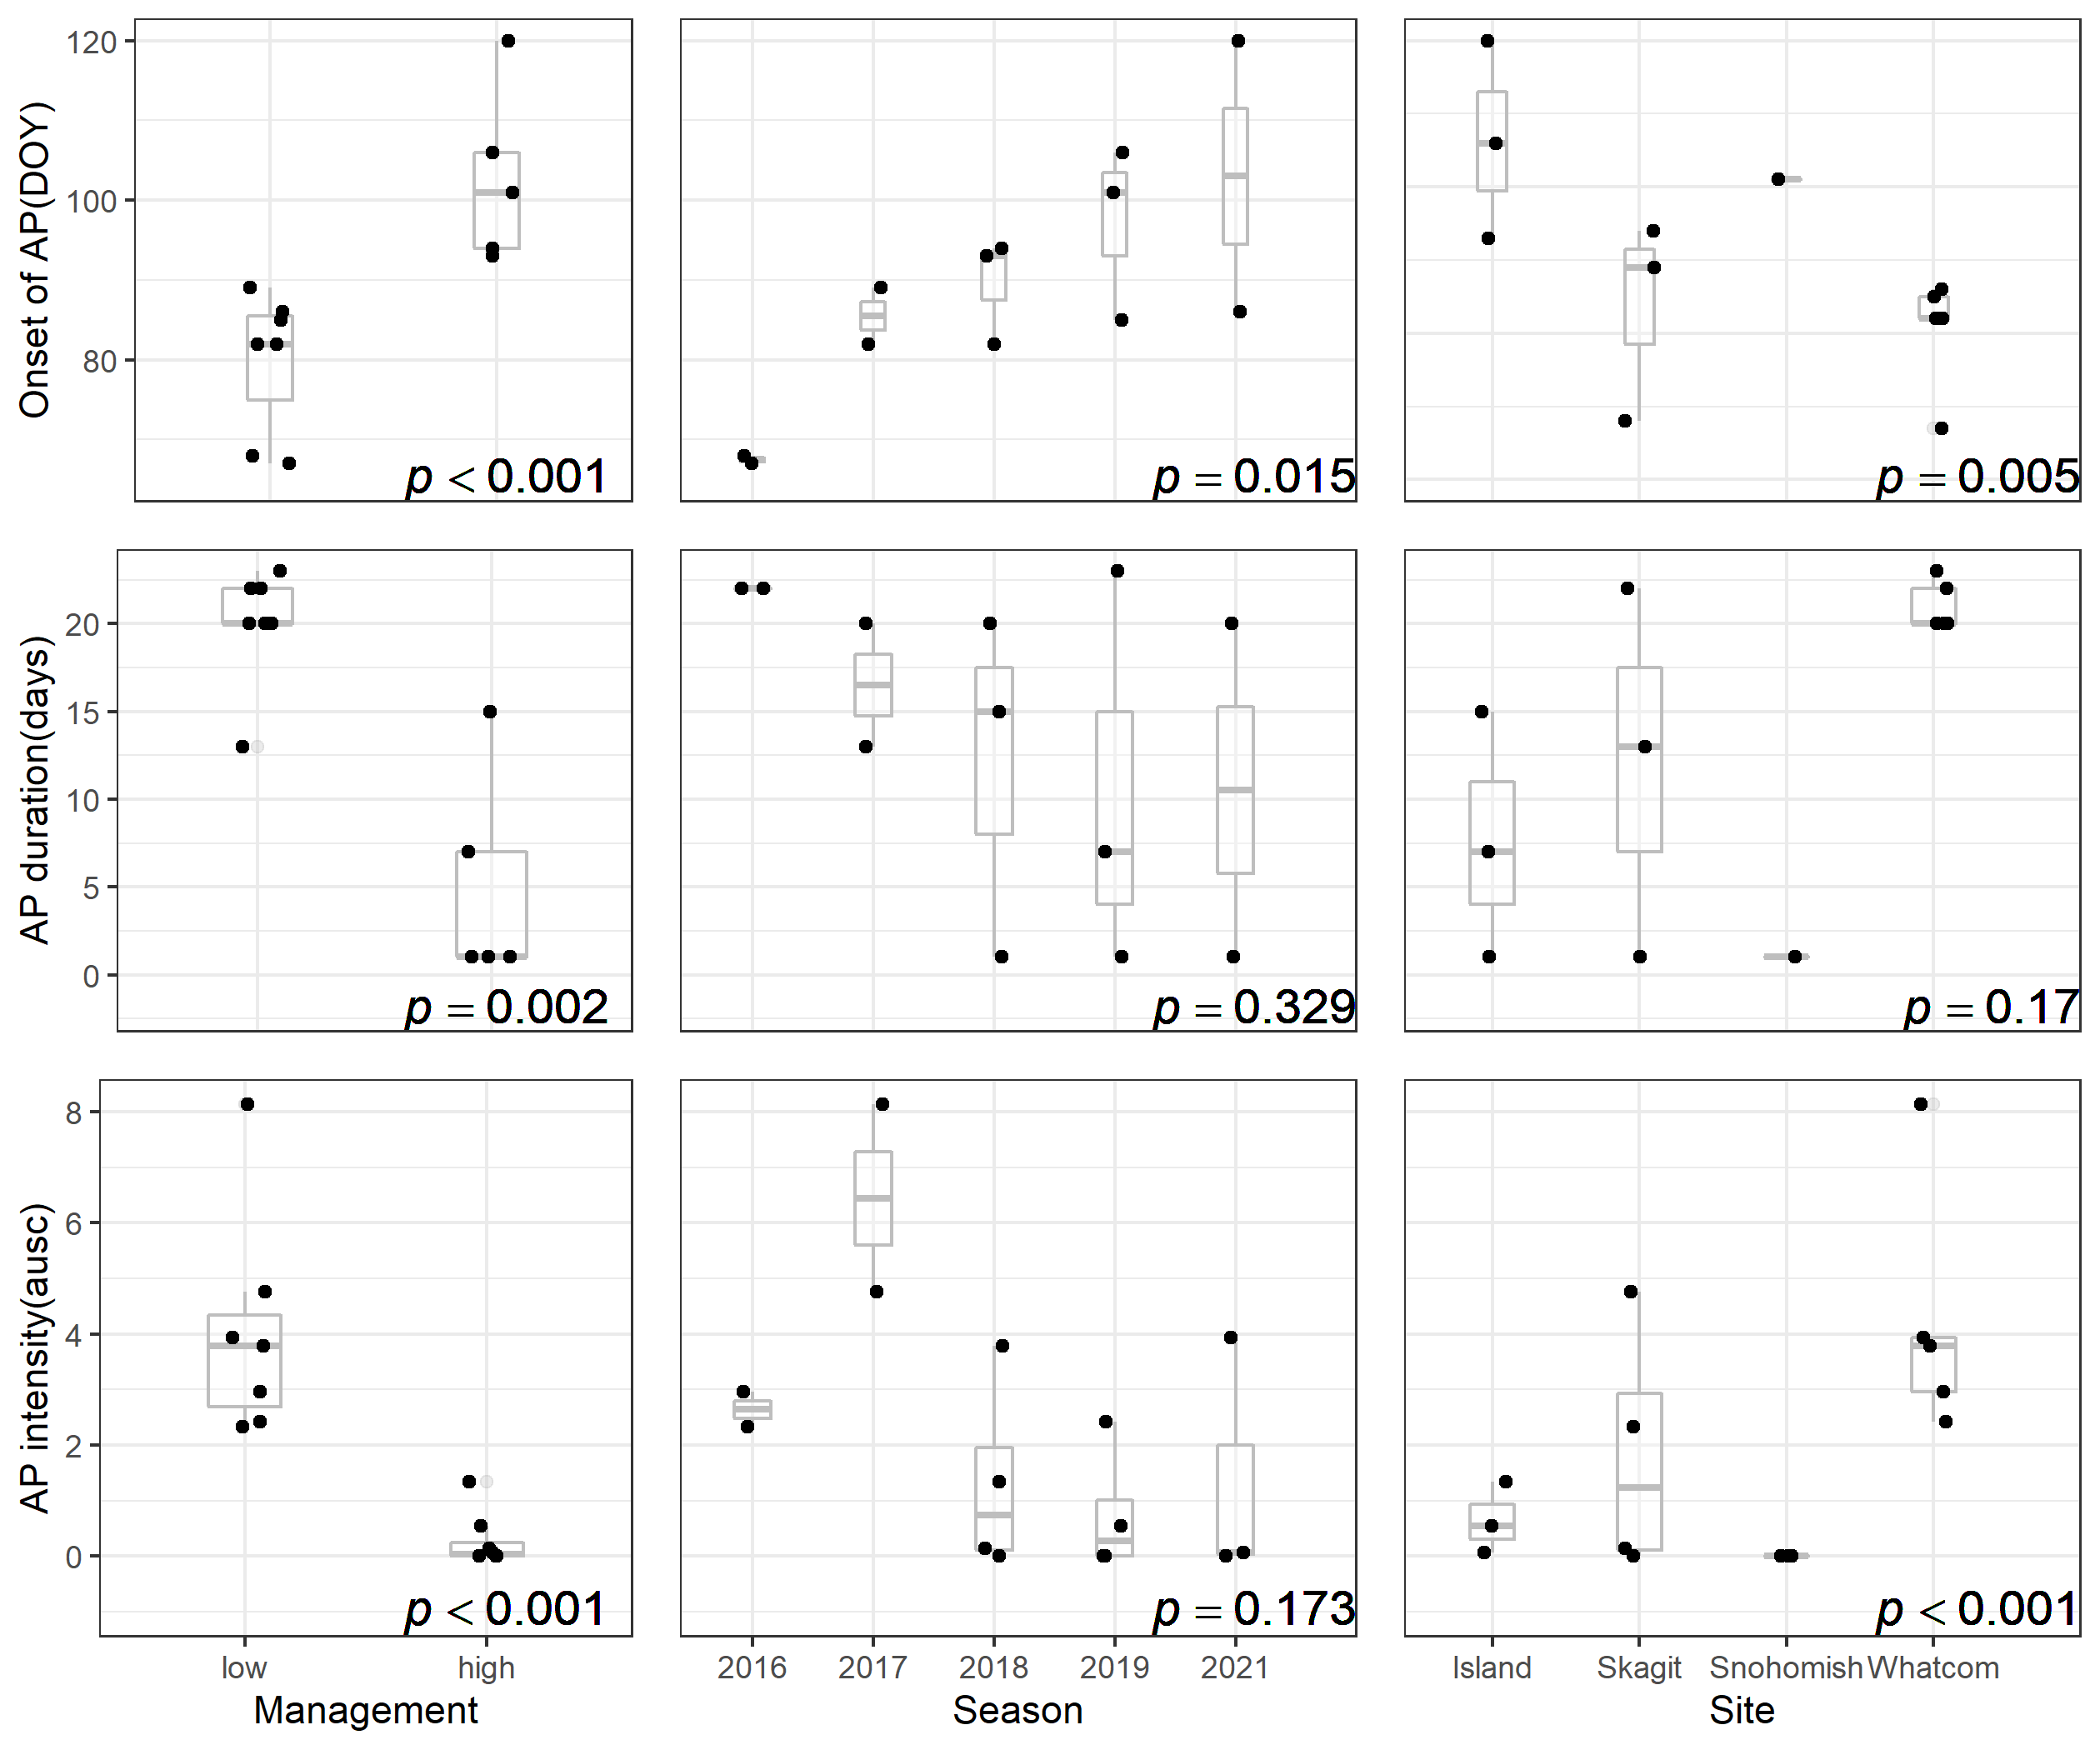 Onset of AP(DOY)
120
100
80
p < 0.001
p = 0.015
p = 0.005
AP duration(days)
20
15
10
5
0
p = 0.002
p = 0.329
p = 0.17
AP intensity(ausc)
8
6
4
2
0
p < 0.001
p = 0.173
p < 0.001
low high
2016 2017 2018 2019 2021
Island Skagit Snohomish Whatcom
Management
Season
Site